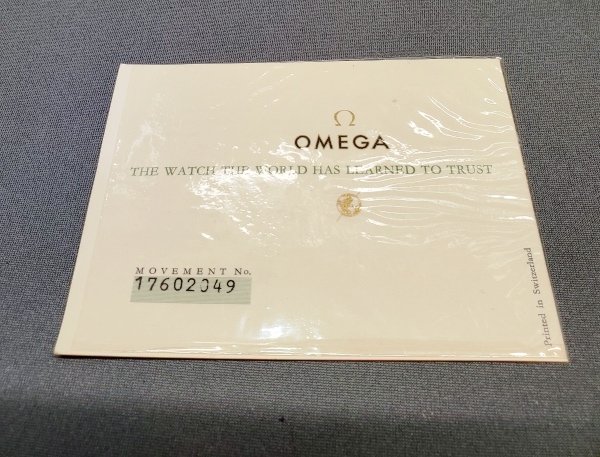 Ω
OMEGA
THE WATCH THE WORLD HAS LEARNED TO TRUST
MOVEMENT No.
17602049
Printed in Switzerland